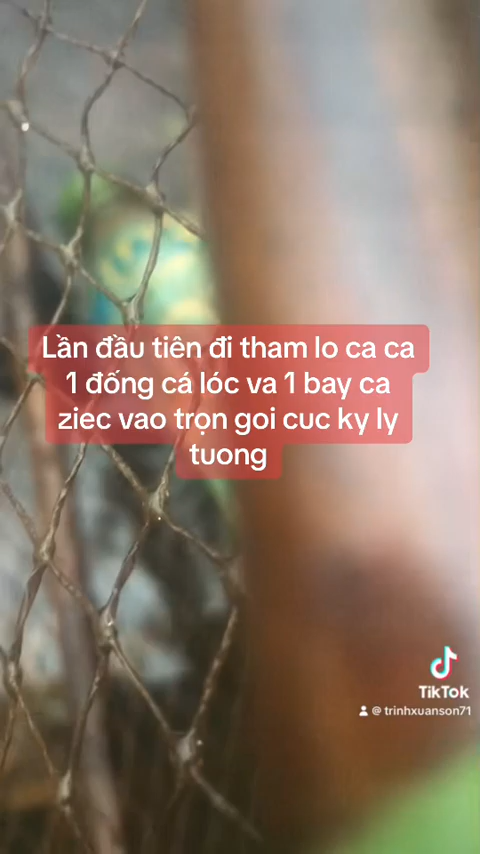 Lần đầu tiên đi tham lo ca ca
1 đống cá lóc va 1 bay ca
ziec vao trọn goi cuc ky ly
tuong
TikTok
@ trinhxuanson71